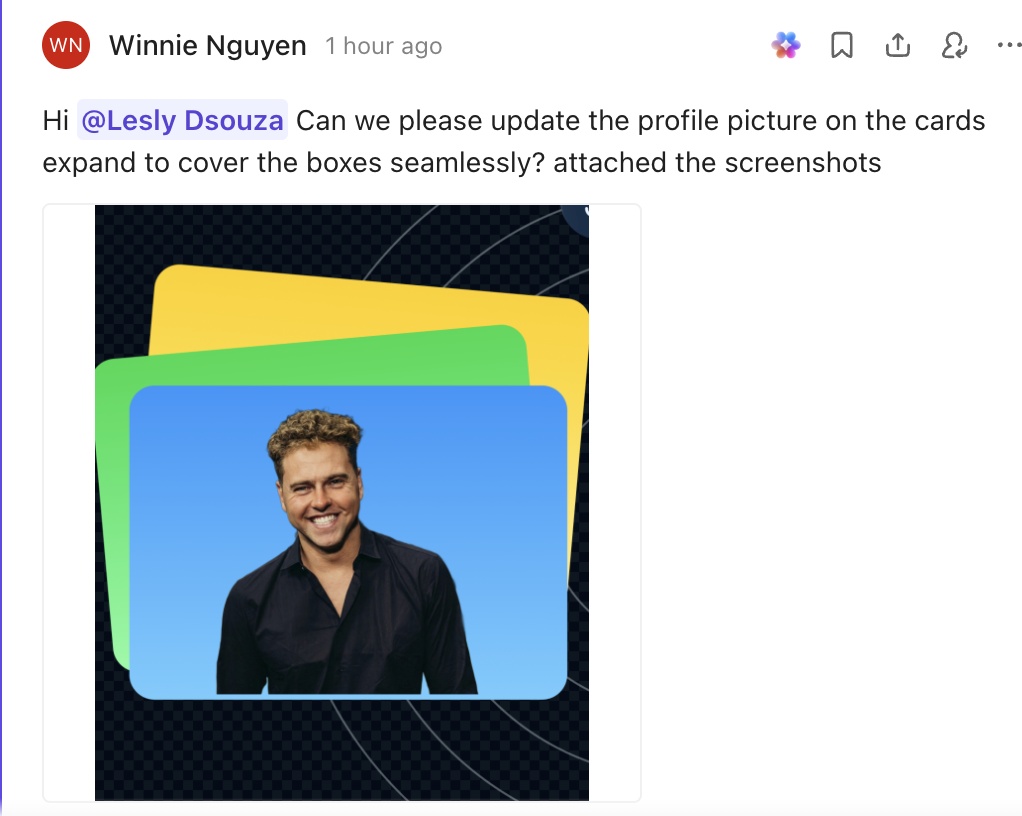 WN Winnie Nguyen 1 hour ago
Hi @Lesly Dsouza Can we please update the profile picture on the cards
expand to cover the boxes seamlessly? attached the screenshots